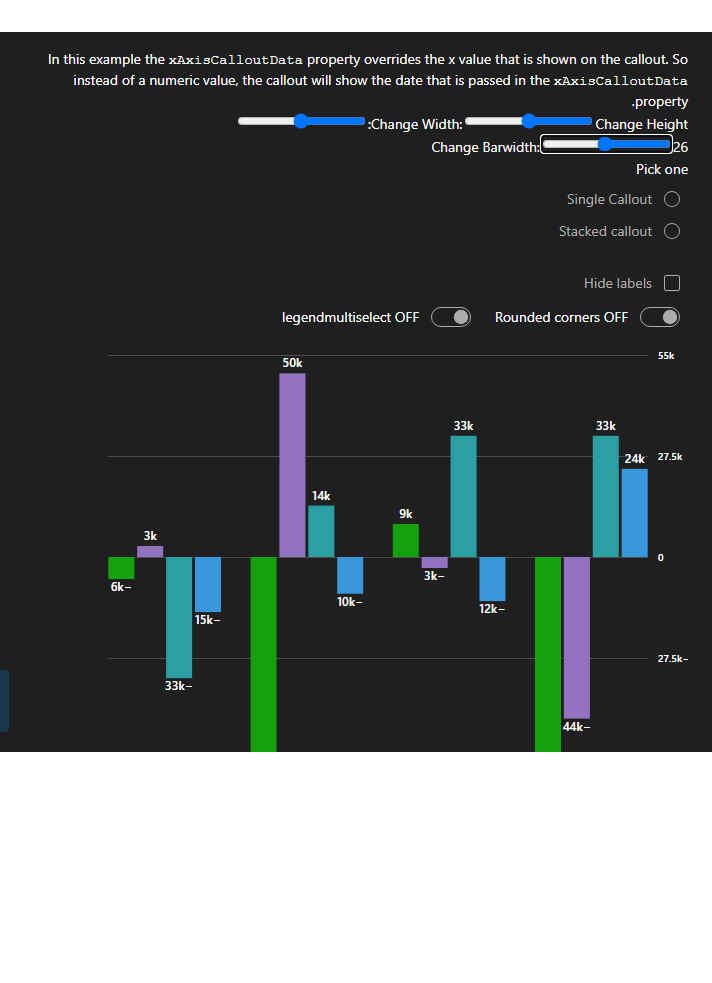 In this example the xAxisCalloutData property overrides the x value that is shown on the callout. So
instead of a numeric value, the callout will show the date that is passed in the xAxisCalloutData
.property
:Change Width: Change Height
Change Barwidth: 26
Pick one
Single Callout
Stacked callout
Hide labels
legendmultiselect OFF Rounded corners OFF
55k
50k
33k 33k
27.5k
24k
14k
9k
3k
0
3k−
6k−
10k−
12k−
15k−
27.5k−
33k−
44k−